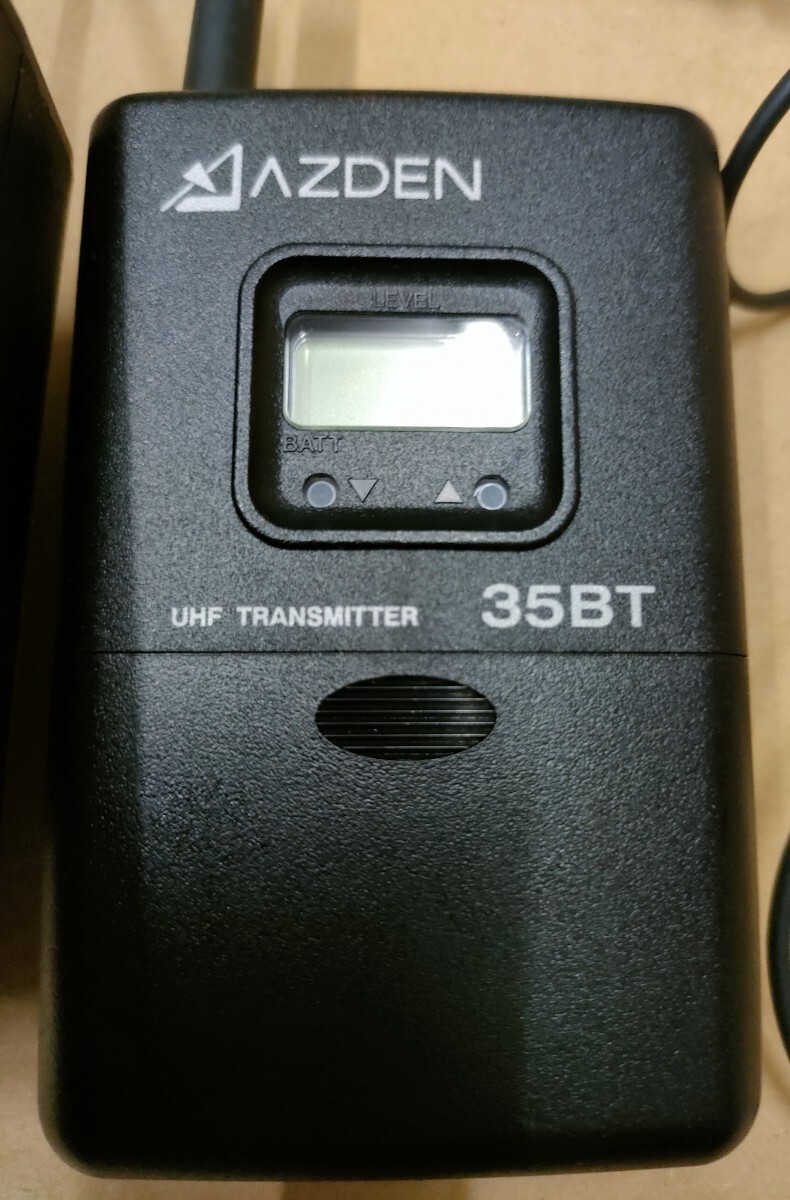 AZDEN
LEVEL
BATT
UHF TRANSMITTER 35BT